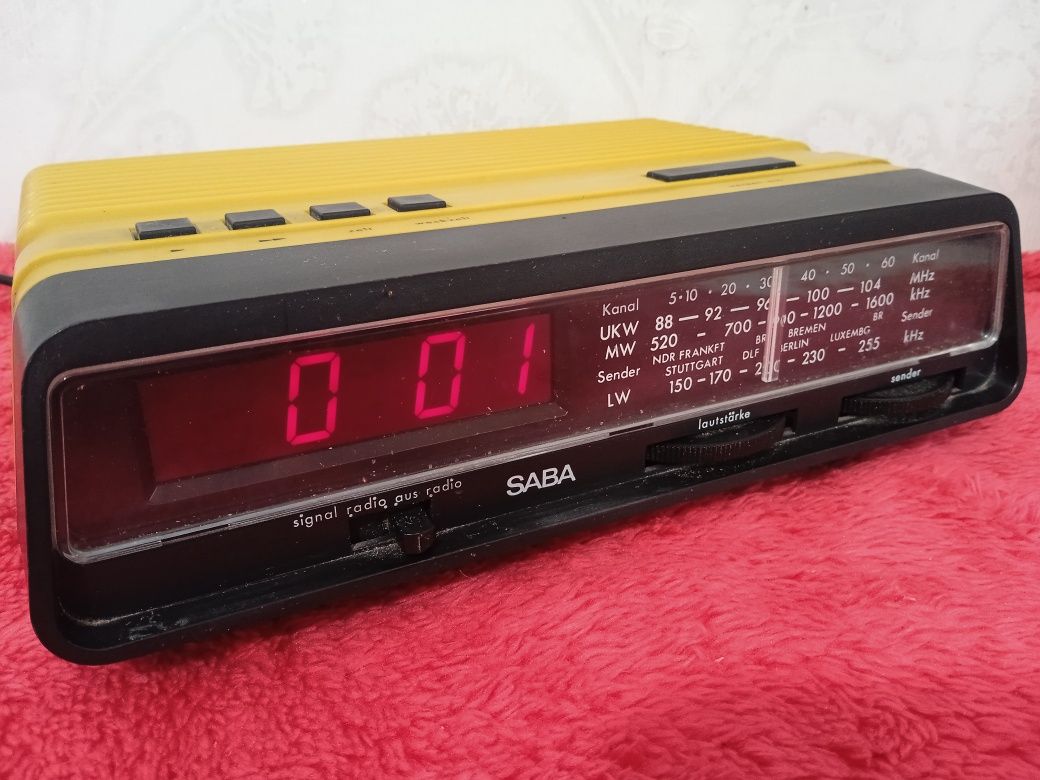 zeit
weckzeit
0 01
Kanal 5·10 · 20 · 30 40 · 50 · 60 Kanal
UKW 88 — 92 — 96 — 100 — 104 MHz
MW 520 — 700 — 1200 — 1600 kHz
Sender NDR FRANKFT BREMEN BR Sender
STUTTGART DLF BERLIN LUXEMBG
LW 150 — 170 — — 230 — 255 kHz
lautstärke
sender
SABA
signal radio aus radio